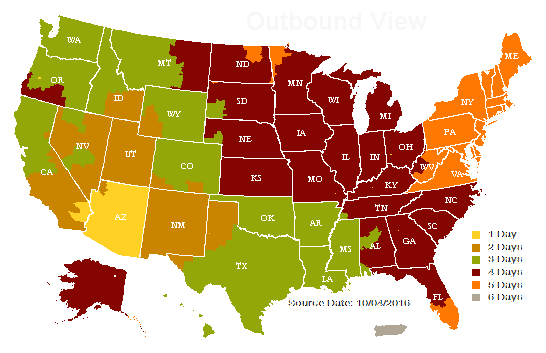 Outbound View
WA
OR
CA
NV
ID
MT
WY
UT
CO
AZ
NM
ND
SD
NE
KS
OK
TX
MN
IA
MO
AR
LA
WI
IL
MS
MI
IN
OH
KY
TN
AL
GA
FL
SC
NC
VA
WV
PA
NY
ME
1 Day
2 Days
3 Days
4 Days
5 Days
6 Days
Source Date: 10/04/2016